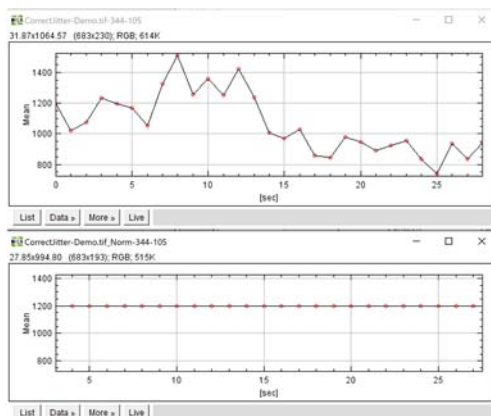 CorrectJitter-Demo.tif-344-105
31.87x1064.57 (683x230); RGB; 614K
1400
1200
1000
800
Mean
0 5 10 15 20 25
[sec]
List Data » More » Live
CorrectJitter-Demo.tif_Norm-344-105
27.85x994.80 (683x193); RGB; 515K
1400
1200
1000
800
Mean
5 10 15 20 25
[sec]
List Data » More » Live